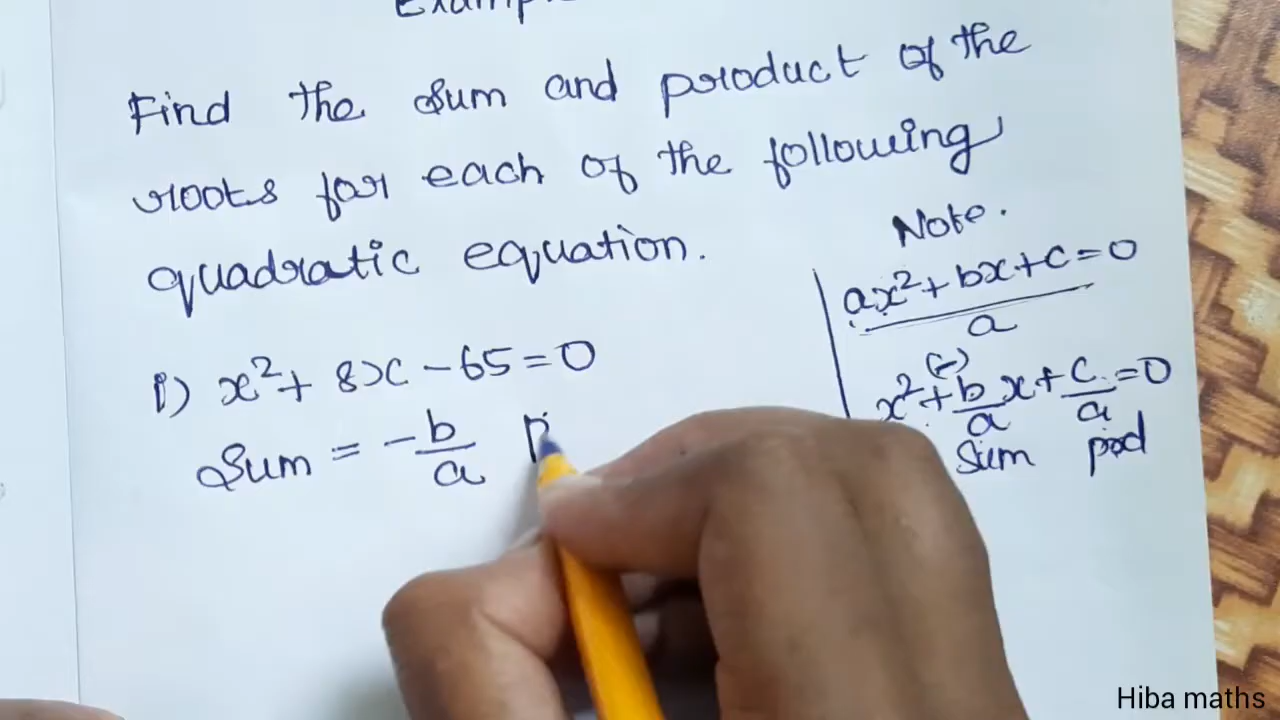 Find the Sum and product of the
roots for each of the following
quadratic equation.
i) x² + 8x - 65 = 0
Sum = -b/a
Note.
ax² + bx + c = 0
a
(-)
x² + b/a x + c/a = 0
Sum prod
Hiba maths